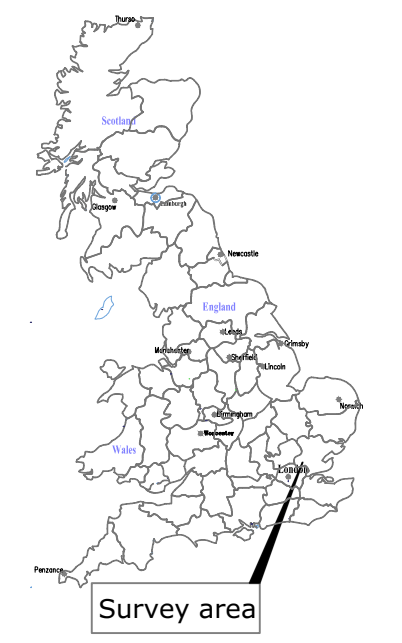 Thurso
Scotland
Edinburgh
Glasgow
Newcastle
England
Leeds
Grimsby
Manchester
Sheffield
Lincoln
Norwich
Birmingham
Worcester
Wales
London
Penzance
Survey area